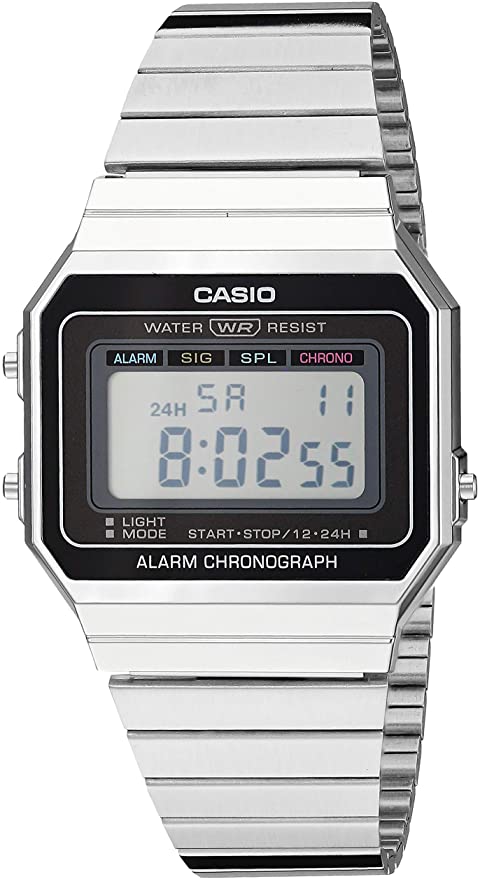 CASIO
WATER WR RESIST
ALARM SIG SPL CHRONO
24H SA 11
8:02 55
LIGHT
MODE START·STOP/12·24H
ALARM CHRONOGRAPH